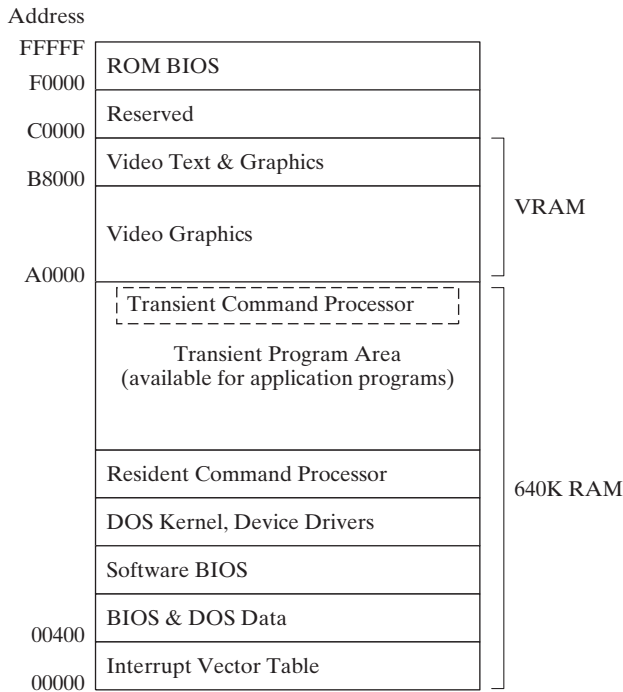 Address
FFFFF
ROM BIOS
F0000
Reserved
C0000
Video Text & Graphics
B8000
VRAM
Video Graphics
A0000
Transient Command Processor
Transient Program Area
(available for application programs)
Resident Command Processor
640K RAM
DOS Kernel, Device Drivers
Software BIOS
BIOS & DOS Data
00400
Interrupt Vector Table
00000